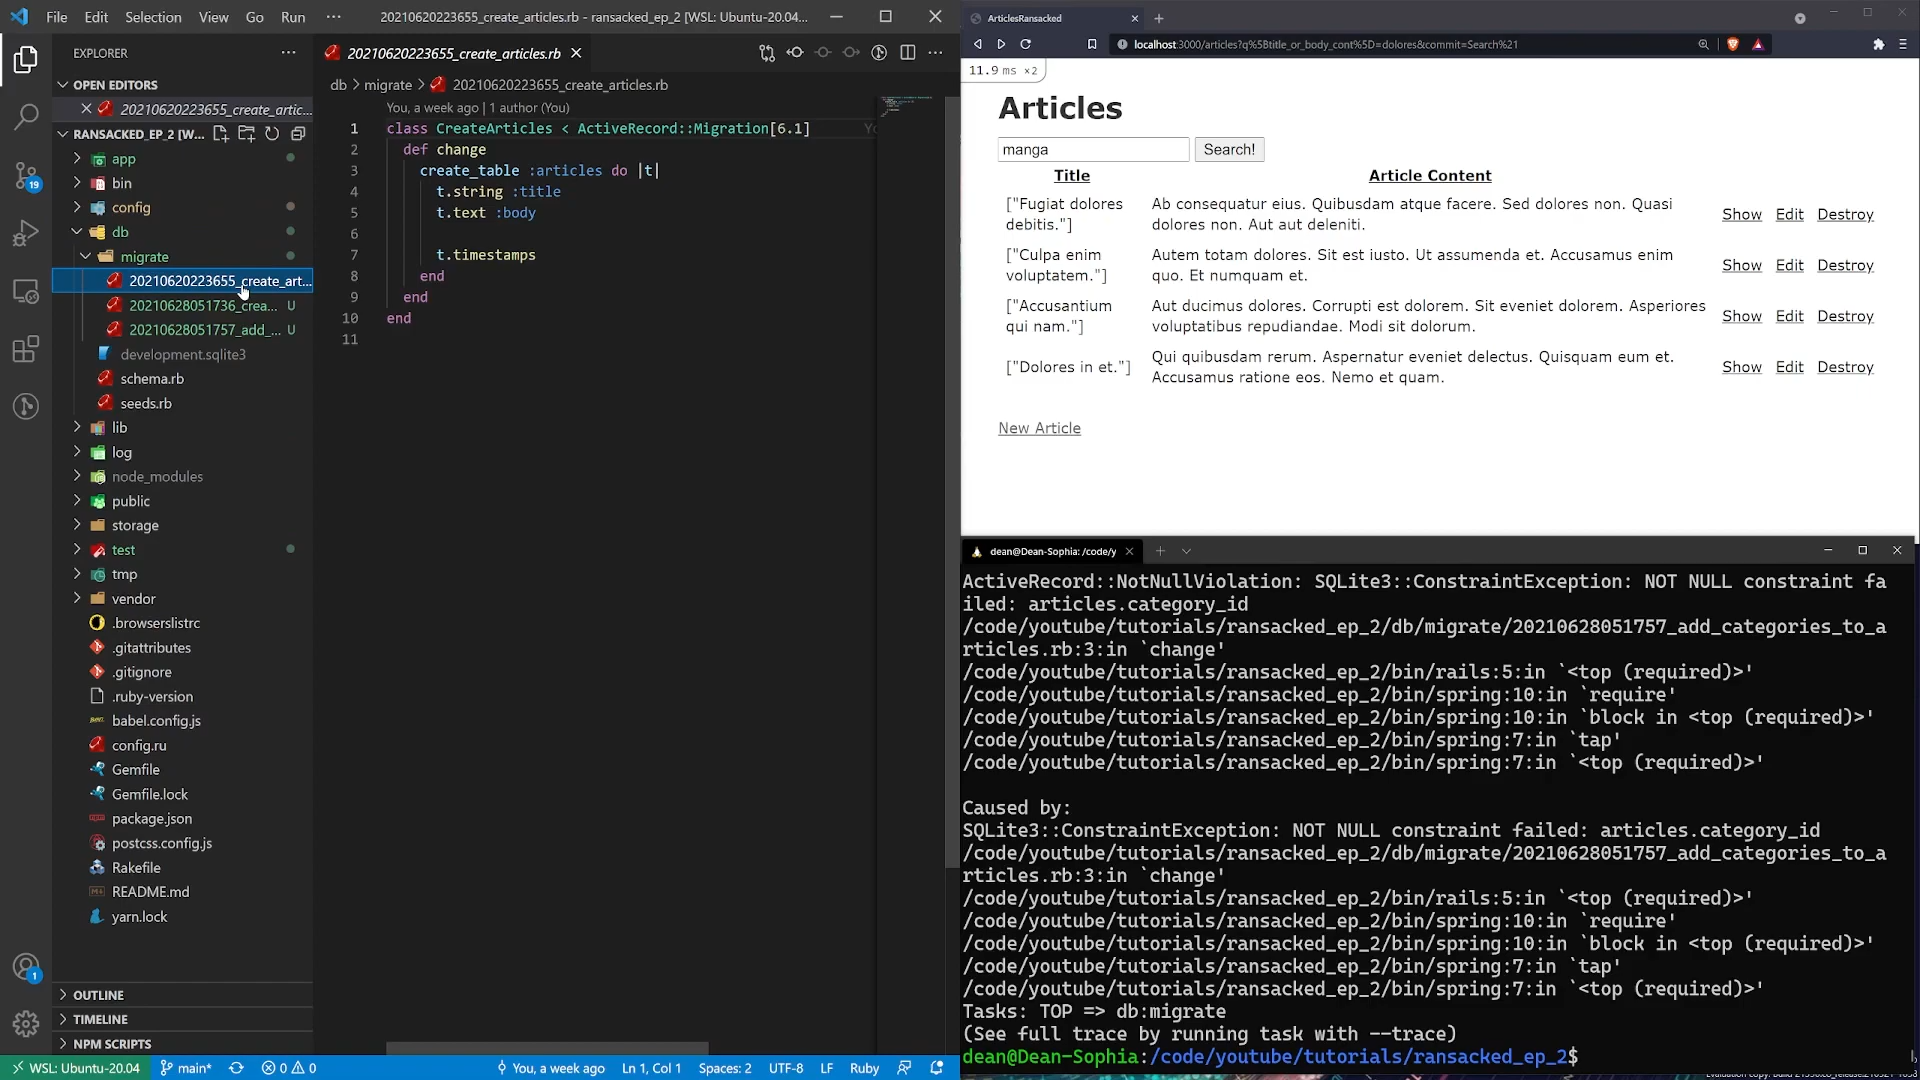 File Edit Selection View Go Run ··· 20210620223655_create_articles.rb - ransacked_ep_2 [WSL: Ubuntu-20.04...
EXPLORER
OPEN EDITORS
20210620223655_create_artic...
RANSACKED_EP_2 [W...
app
bin
config
db
migrate
20210620223655_create_art...
20210628051736_crea... U
20210628051757_add_... U
development.sqlite3
schema.rb
seeds.rb
lib
log
node_modules
public
storage
test
tmp
vendor
.browserslistrc
.gitattributes
.gitignore
.ruby-version
babel.config.js
config.ru
Gemfile
Gemfile.lock
package.json
postcss.config.js
Rakefile
README.md
yarn.lock
OUTLINE
TIMELINE
NPM SCRIPTS
19
1
20210620223655_create_articles.rb
db > migrate > 20210620223655_create_articles.rb
You, a week ago | 1 author (You)
1 class CreateArticles < ActiveRecord::Migration[6.1]
2 def change
3 create_table :articles do |t|
4 t.string :title
5 t.text :body
6
7 t.timestamps
8 end
9 end
10 end
11
WSL: Ubuntu-20.04 main* 0 0 You, a week ago Ln 1, Col 1 Spaces: 2 UTF-8 LF Ruby
ArticlesRansacked
localhost:3000/articles?q%5Btitle_or_body_cont%5D=dolores&commit=Search%21
11.9 ms ×2
Articles
manga Search!
Title Article Content
["Fugiat dolores Ab consequatur eius. Quibusdam atque facere. Sed dolores non. Quasi
debitis."] dolores non. Aut aut deleniti. Show Edit Destroy
["Culpa enim Autem totam dolores. Sit est iusto. Ut assumenda et. Accusamus enim
voluptatem."] quo. Et numquam et. Show Edit Destroy
["Accusantium Aut ducimus dolores. Corrupti est dolorem. Sit eveniet dolorem. Asperiores
qui nam."] voluptatibus repudiandae. Modi sit dolorum. Show Edit Destroy
["Dolores in et."] Qui quibusdam rerum. Aspernatur eveniet delectus. Quisquam eum et.
Accusamus ratione eos. Nemo et quam. Show Edit Destroy
New Article
dean@Dean-Sophia: /code/y
ActiveRecord::NotNullViolation: SQLite3::ConstraintException: NOT NULL constraint fa
iled: articles.category_id
/code/youtube/tutorials/ransacked_ep_2/db/migrate/20210628051757_add_categories_to_a
rticles.rb:3:in `change'
/code/youtube/tutorials/ransacked_ep_2/bin/rails:5:in `<top (required)>'
/code/youtube/tutorials/ransacked_ep_2/bin/spring:10:in `require'
/code/youtube/tutorials/ransacked_ep_2/bin/spring:10:in `block in <top (required)>'
/code/youtube/tutorials/ransacked_ep_2/bin/spring:7:in `tap'
/code/youtube/tutorials/ransacked_ep_2/bin/spring:7:in `<top (required)>'
Caused by:
SQLite3::ConstraintException: NOT NULL constraint failed: articles.category_id
/code/youtube/tutorials/ransacked_ep_2/db/migrate/20210628051757_add_categories_to_a
rticles.rb:3:in `change'
/code/youtube/tutorials/ransacked_ep_2/bin/rails:5:in `<top (required)>'
/code/youtube/tutorials/ransacked_ep_2/bin/spring:10:in `require'
/code/youtube/tutorials/ransacked_ep_2/bin/spring:10:in `block in <top (required)>'
/code/youtube/tutorials/ransacked_ep_2/bin/spring:7:in `tap'
/code/youtube/tutorials/ransacked_ep_2/bin/spring:7:in `<top (required)>'
Tasks: TOP => db:migrate
(See full trace by running task with --trace)
dean@Dean-Sophia:/code/youtube/tutorials/ransacked_ep_2$